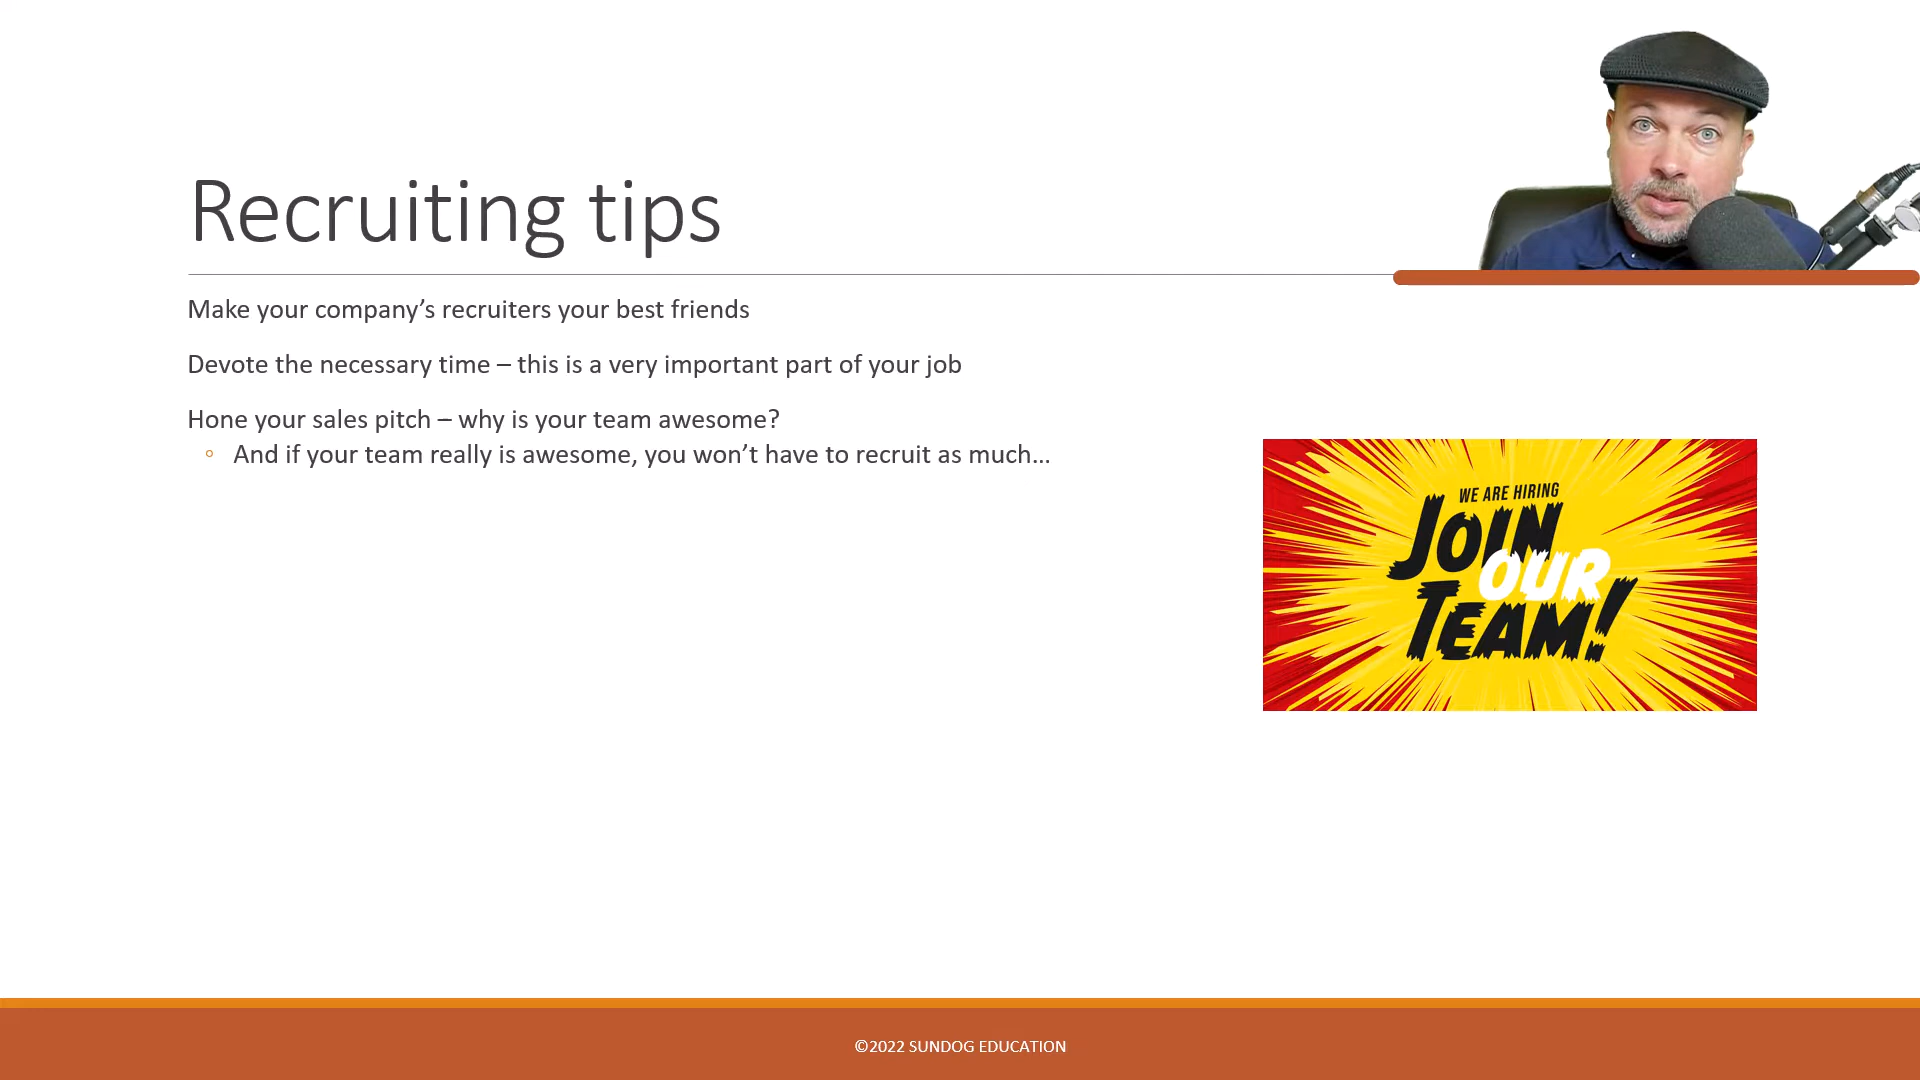 Recruiting tips
Make your company’s recruiters your best friends
Devote the necessary time – this is a very important part of your job
Hone your sales pitch – why is your team awesome?
◦ And if your team really is awesome, you won’t have to recruit as much…
WE ARE HIRING
JOIN
OUR
TEAM!
©2022 SUNDOG EDUCATION